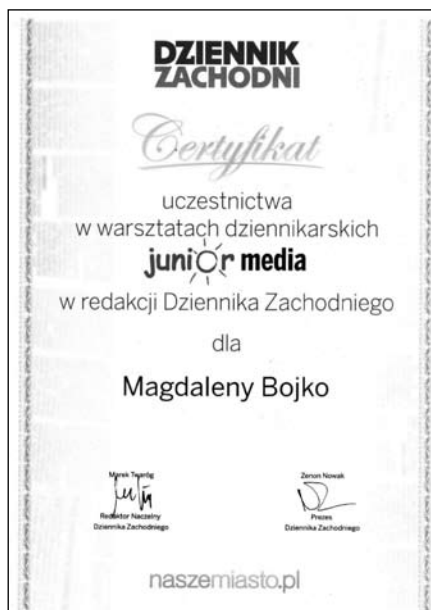 DZIENNIK
ZACHODNI
Certyfikat
uczestnictwa
w warsztatach dziennikarskich
junior media
w redakcji Dziennika Zachodniego
dla
Magdaleny Bojko
Marek Twaróg
Redaktor Naczelny
Dziennika Zachodniego
Zenon Nowak
Prezes
Dziennika Zachodniego
naszemiasto.pl